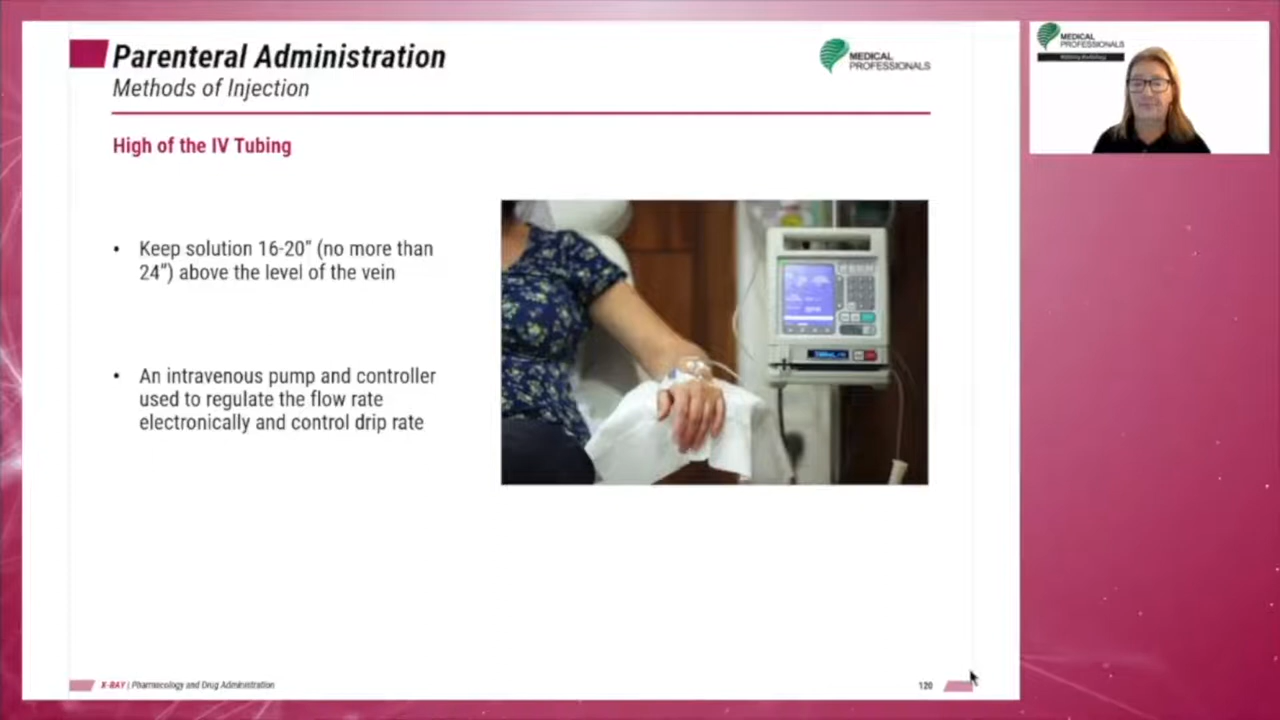 Parenteral Administration
Methods of Injection
MEDICAL
PROFESSIONALS
MEDICAL
PROFESSIONALS
High of the IV Tubing
• Keep solution 16-20” (no more than
24”) above the level of the vein
• An intravenous pump and controller
used to regulate the flow rate
electronically and control drip rate
X-RAY | Pharmacology and Drug Administration
120